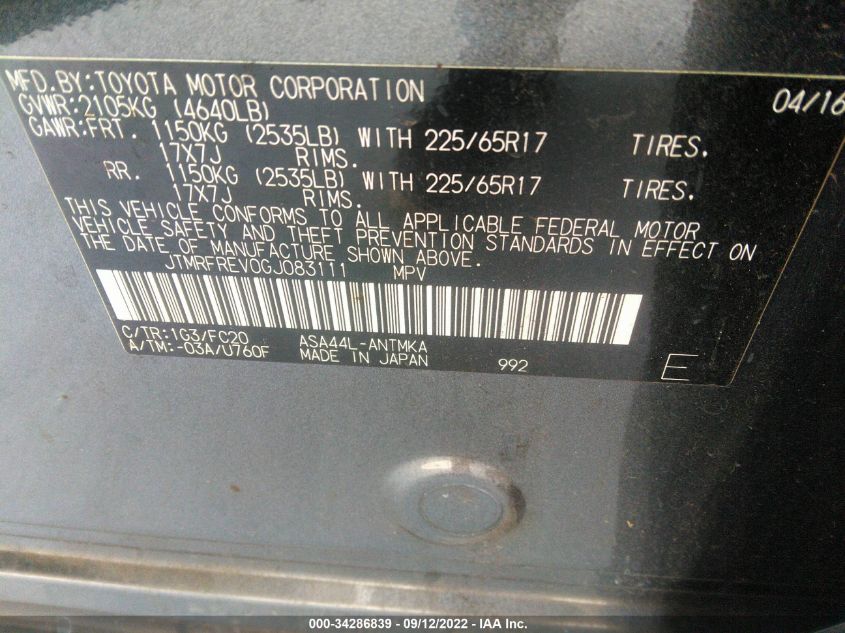 MFD.BY:TOYOTA MOTOR CORPORATION 04/16
GVWR:2105KG (4640LB)
GAWR:FRT. 1150KG (2535LB) WITH 225/65R17 TIRES.
17X7J RIMS.
RR. 1150KG (2535LB) WITH 225/65R17 TIRES.
17X7J RIMS.
THIS VEHICLE CONFORMS TO ALL APPLICABLE FEDERAL MOTOR
VEHICLE SAFETY AND THEFT PREVENTION STANDARDS IN EFFECT ON
THE DATE OF MANUFACTURE SHOWN ABOVE.
JTMRFREV0GJ083111 MPV
C/TR:1G3/FC20 ASA44L-ANTMKA
A/TM:-03A/U760F MADE IN JAPAN 992 E
000-34286839 - 09/12/2022 - IAA Inc.